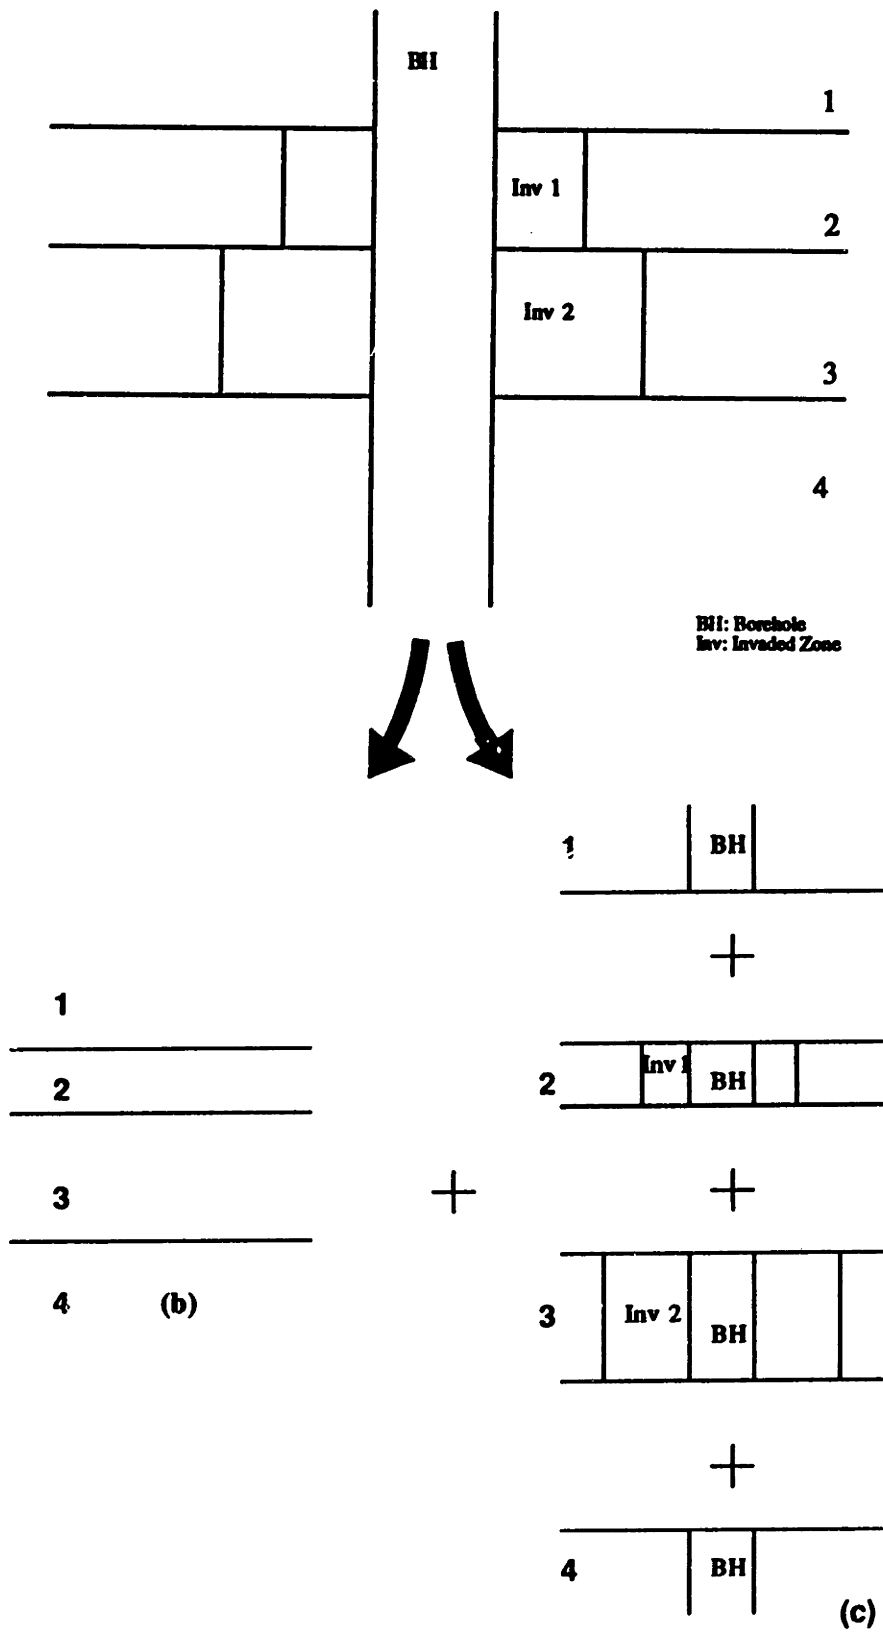 BH
1
Inv 1
2
Inv 2
3
4
BH: Borehole
Inv: Invaded Zone
1
BH
+
1
2
2
Inv 1
BH
3
+
+
4
(b)
3
Inv 2
BH
+
4
BH
(c)